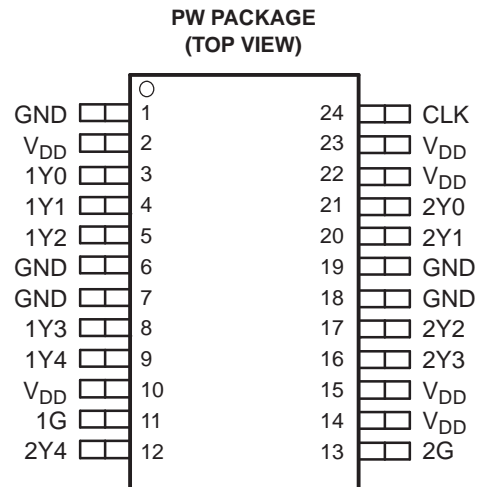 PW PACKAGE
(TOP VIEW)
GND 1 24 CLK
VDD 2 23 VDD
1Y0 3 22 VDD
1Y1 4 21 2Y0
1Y2 5 20 2Y1
GND 6 19 GND
GND 7 18 GND
1Y3 8 17 2Y2
1Y4 9 16 2Y3
VDD 10 15 VDD
1G 11 14 VDD
2Y4 12 13 2G